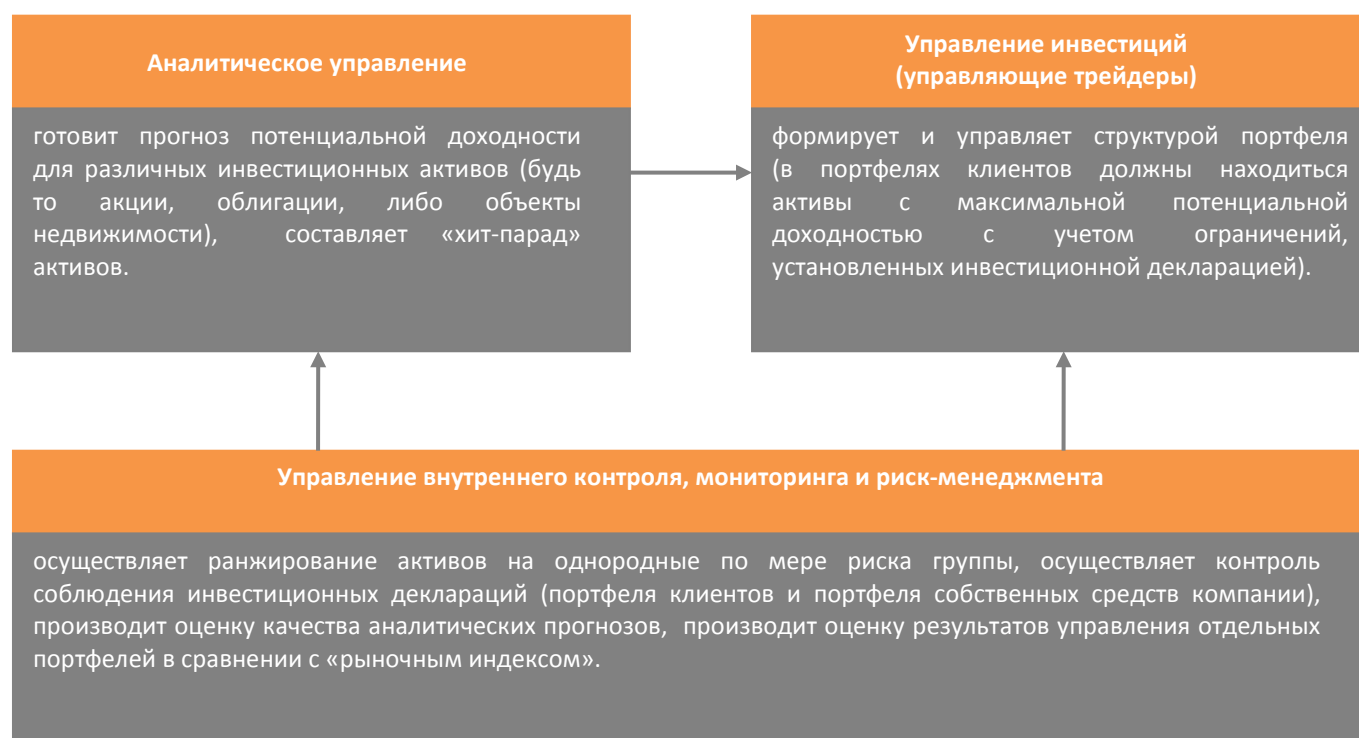 Аналитическое управление
готовит прогноз потенциальной доходности
для различных инвестиционных активов (будь
то акции, облигации, либо объекты
недвижимости), составляет «хит-парад»
активов.
Управление инвестиций
(управляющие трейдеры)
формирует и управляет структурой портфеля
(в портфелях клиентов должны находиться
активы с максимальной потенциальной
доходностью с учетом ограничений,
установленных инвестиционной декларацией).
Управление внутреннего контроля, мониторинга и риск-менеджмента
осуществляет ранжирование активов на однородные по мере риска группы, осуществляет контроль
соблюдения инвестиционных деклараций (портфеля клиентов и портфеля собственных средств компании),
производит оценку качества аналитических прогнозов, производит оценку результатов управления отдельных
портфелей в сравнении с «рыночным индексом».